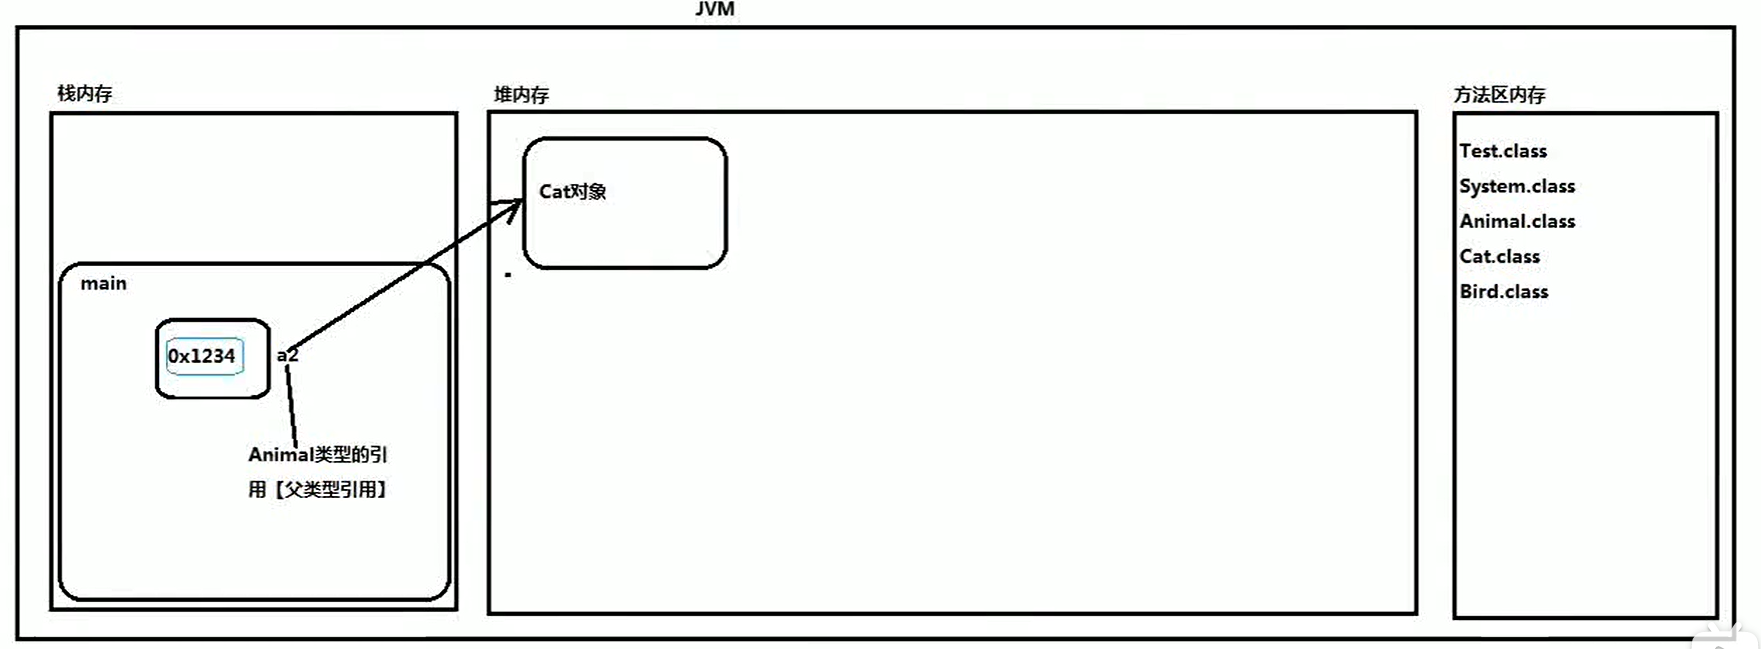 JVM
栈内存
堆内存
方法区内存
Cat对象
main
0x1234
a2
Animal类型的引
用【父类型引用】
Test.class
System.class
Animal.class
Cat.class
Bird.class